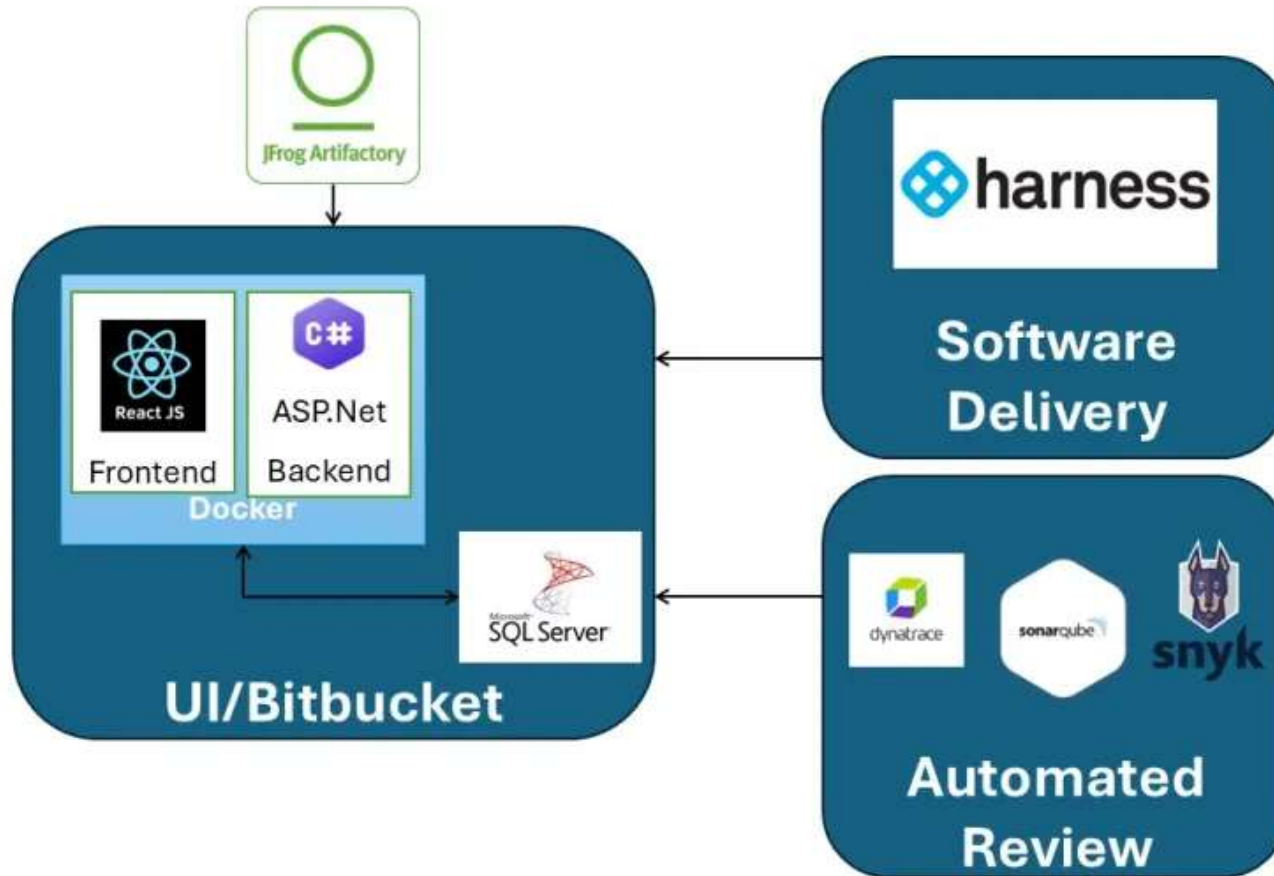 JFrog Artifactory
harness
Software
Delivery
React JS
Frontend
C#
ASP.Net
Backend
Docker
Microsoft
SQL Server
UI/Bitbucket
dynatrace
sonarqube
snyk
Automated
Review